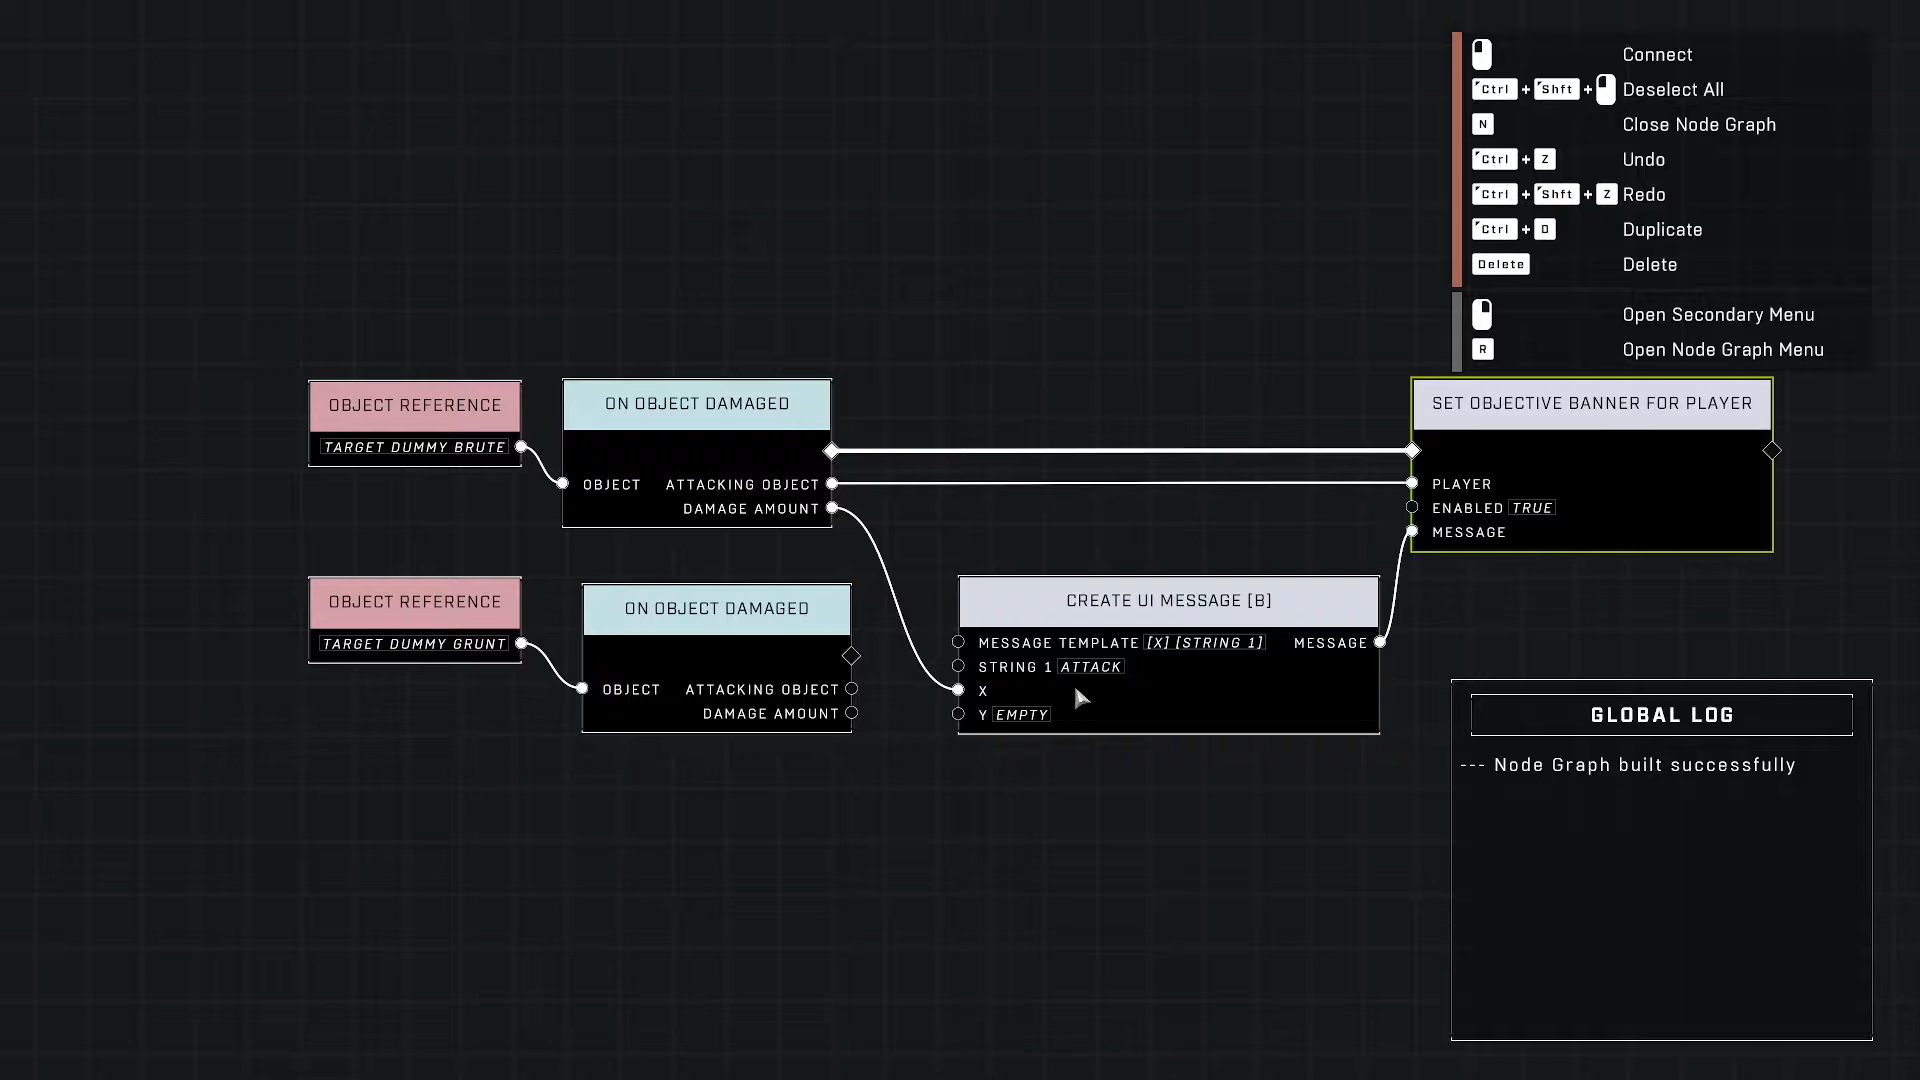 Connect
Ctrl + Shft + Deselect All
N Close Node Graph
Ctrl + Z Undo
Ctrl + Shft + Z Redo
Ctrl + D Duplicate
Delete Delete
Open Secondary Menu
R Open Node Graph Menu
OBJECT REFERENCE
TARGET DUMMY BRUTE
ON OBJECT DAMAGED
OBJECT ATTACKING OBJECT
DAMAGE AMOUNT
SET OBJECTIVE BANNER FOR PLAYER
PLAYER
ENABLED TRUE
MESSAGE
OBJECT REFERENCE
TARGET DUMMY GRUNT
ON OBJECT DAMAGED
OBJECT ATTACKING OBJECT
DAMAGE AMOUNT
CREATE UI MESSAGE [B]
MESSAGE TEMPLATE [X] [STRING 1] MESSAGE
STRING 1 ATTACK
X
Y EMPTY
GLOBAL LOG
--- Node Graph built successfully